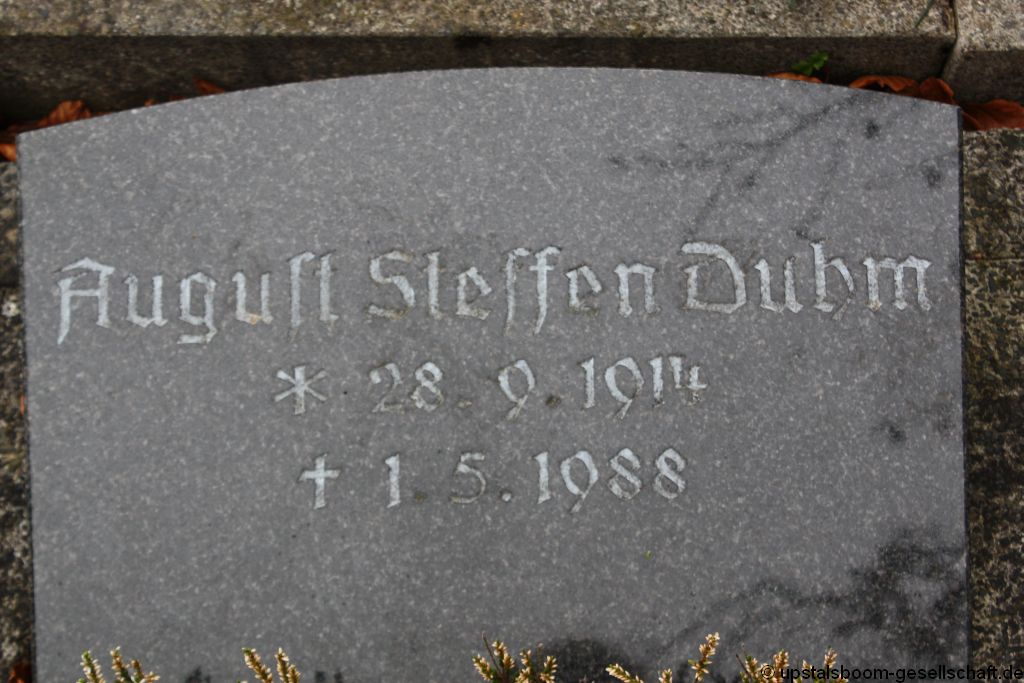 August Steffen Duhm
* 28. 9. 1914
† 1. 5. 1988
© upstalsboom-gesellschaft.de